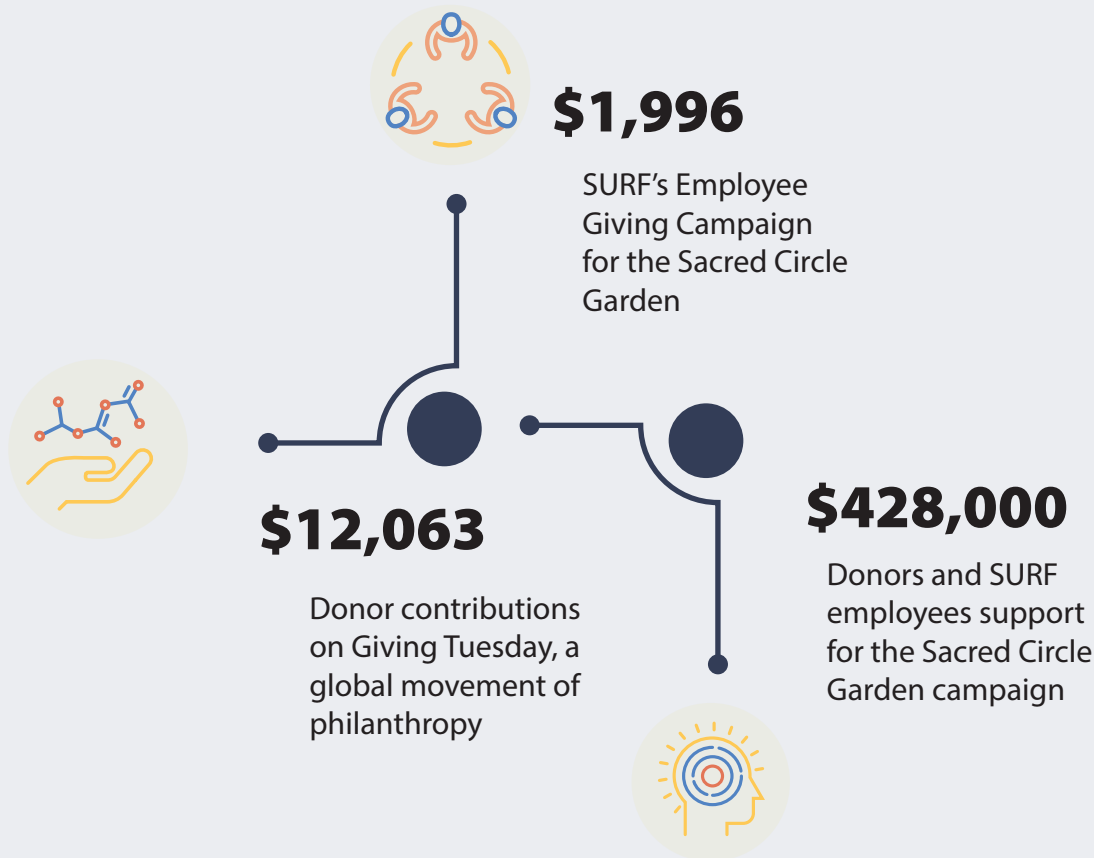 $1,996
SURF’s Employee
Giving Campaign
for the Sacred Circle
Garden
$12,063
Donor contributions
on Giving Tuesday, a
global movement of
philanthropy
$428,000
Donors and SURF
employees support
for the Sacred Circle
Garden campaign